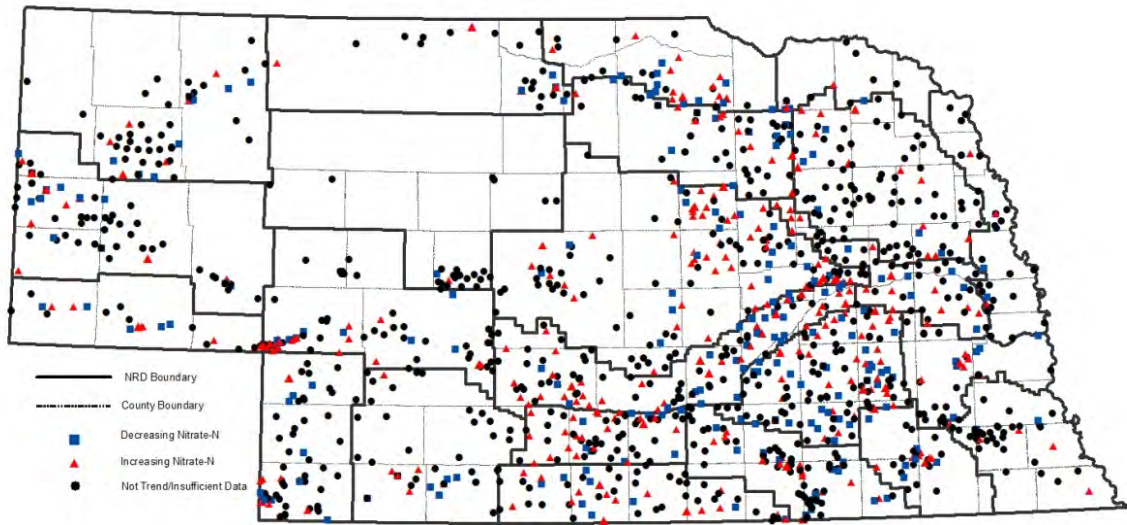 NRD Boundary
County Boundary
Decreasing Nitrate-N
Increasing Nitrate-N
Not Trend/Insufficient Data